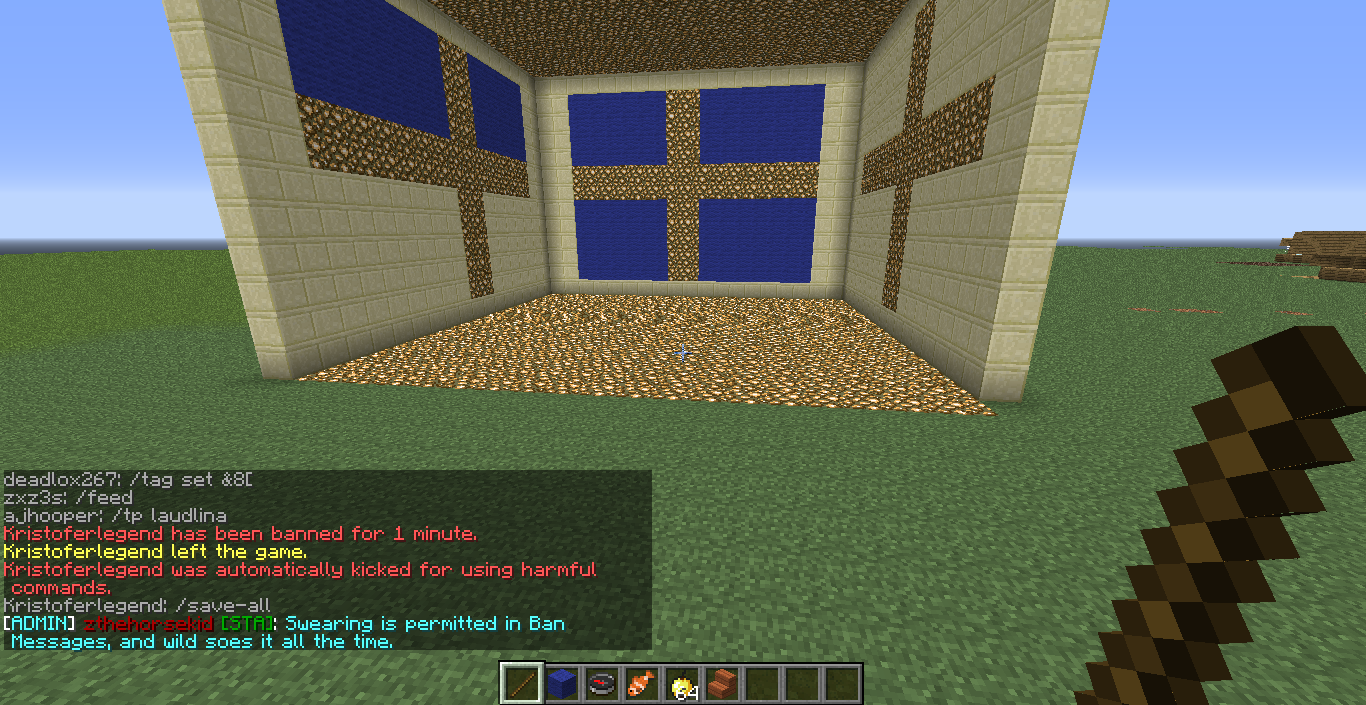 deadlox267: /tag set &8[
zxz3s: /feed
ajhooper: /tp laudlina
Kristoferlegend has been banned for 1 minute.
Kristoferlegend left the game.
Kristoferlegend was automatically kicked for using harmful
commands.
Kristoferlegend: /save-all
[ADMIN] zthehorsekid [STA]: Swearing is permitted in Ban
Messages, and wild soes it all the time.
64